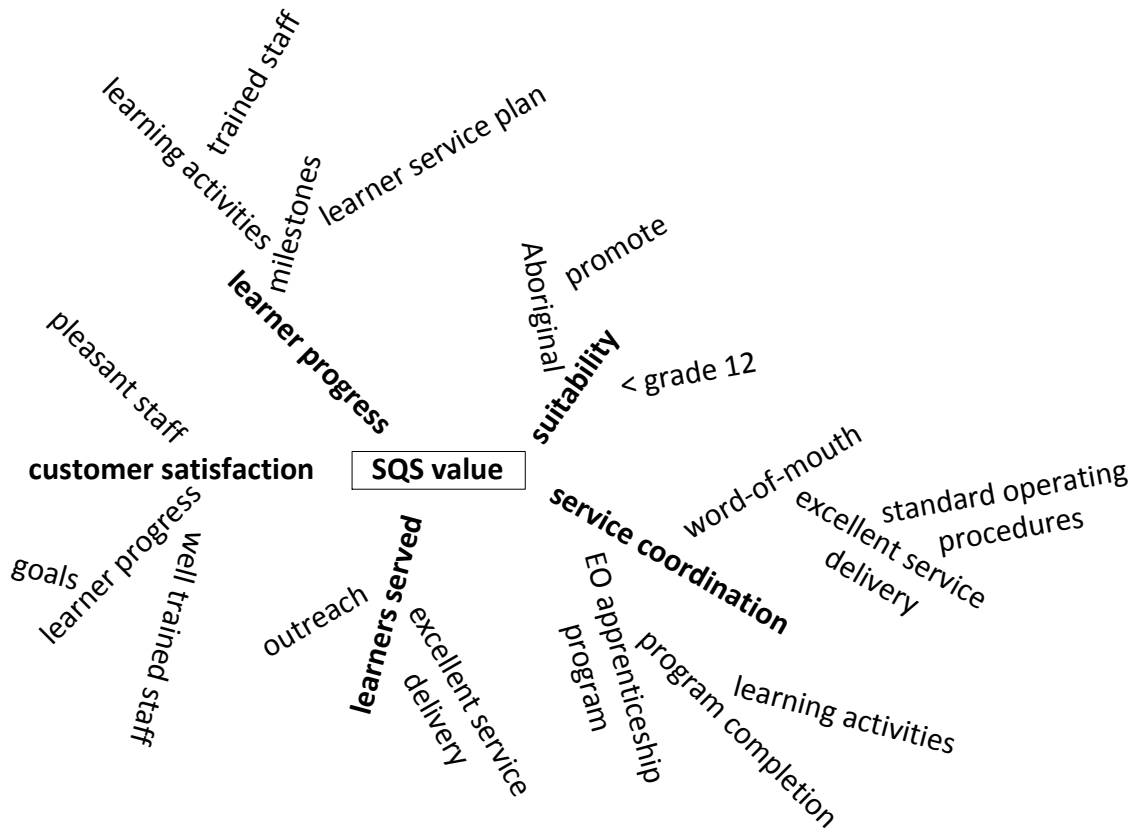 trained staff
learning activities
milestones
learner service plan
learner progress
Aboriginal
promote
suitability
< grade 12
pleasant staff
customer satisfaction
SQS value
learner progress
goals
well trained staff
outreach
learners served
excellent service
delivery
service coordination
word-of-mouth
excellent service
delivery
standard operating
procedures
EO apprenticeship
program
program completion
learning activities